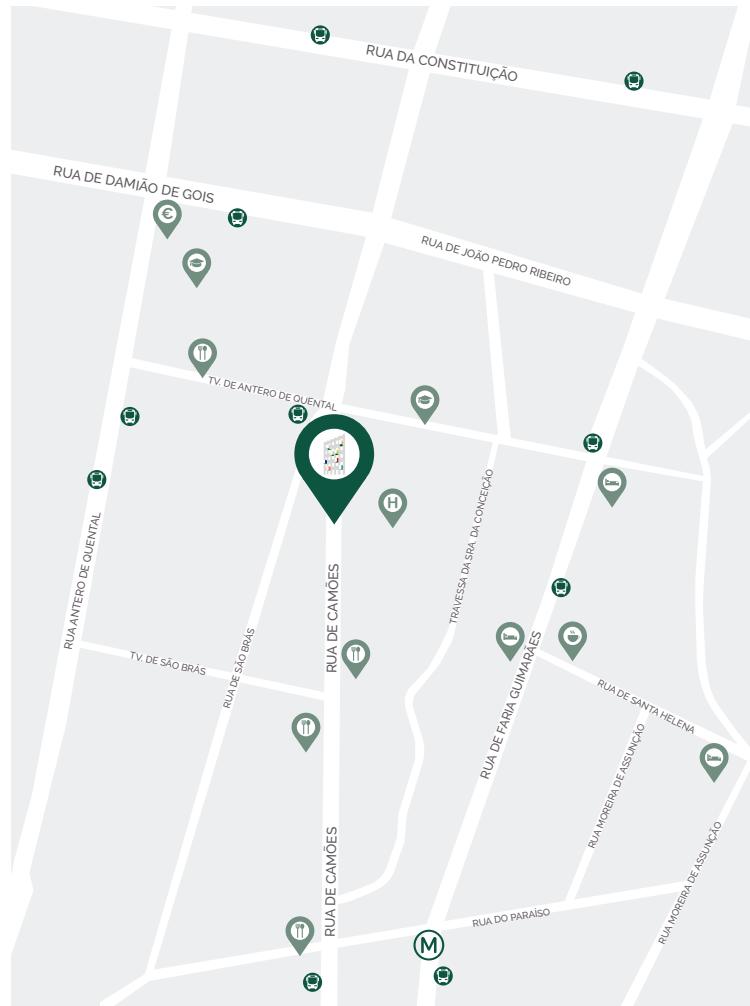 RUA DA CONSTITUIÇÃO
RUA DE DAMIÃO DE GOIS
€
RUA DE JOÃO PEDRO RIBEIRO
TV. DE ANTERO DE QUENTAL
H
TRAVESSA DA SRA. DA CONCEIÇÃO
RUA ANTERO DE QUENTAL
RUA DE CAMÕES
RUA DE SÃO BRÁS
TV. DE SÃO BRÁS
RUA DE FARIA GUIMARÃES
RUA DE SANTA HELENA
RUA MOREIRA DE ASSUNÇÃO
RUA MOREIRA DE ASSUNÇÃO
RUA DE CAMÕES
RUA DO PARAÍSO
M